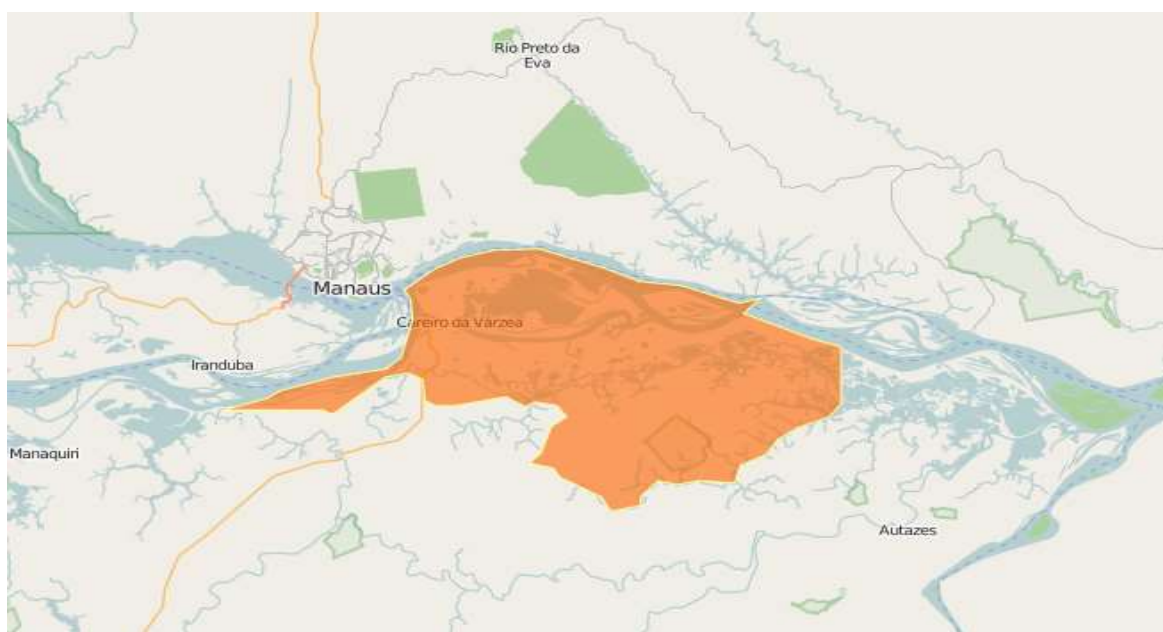 Rio Preto da
Eva
Manaus
Careiro da Várzea
Iranduba
Manaquiri
Autazes